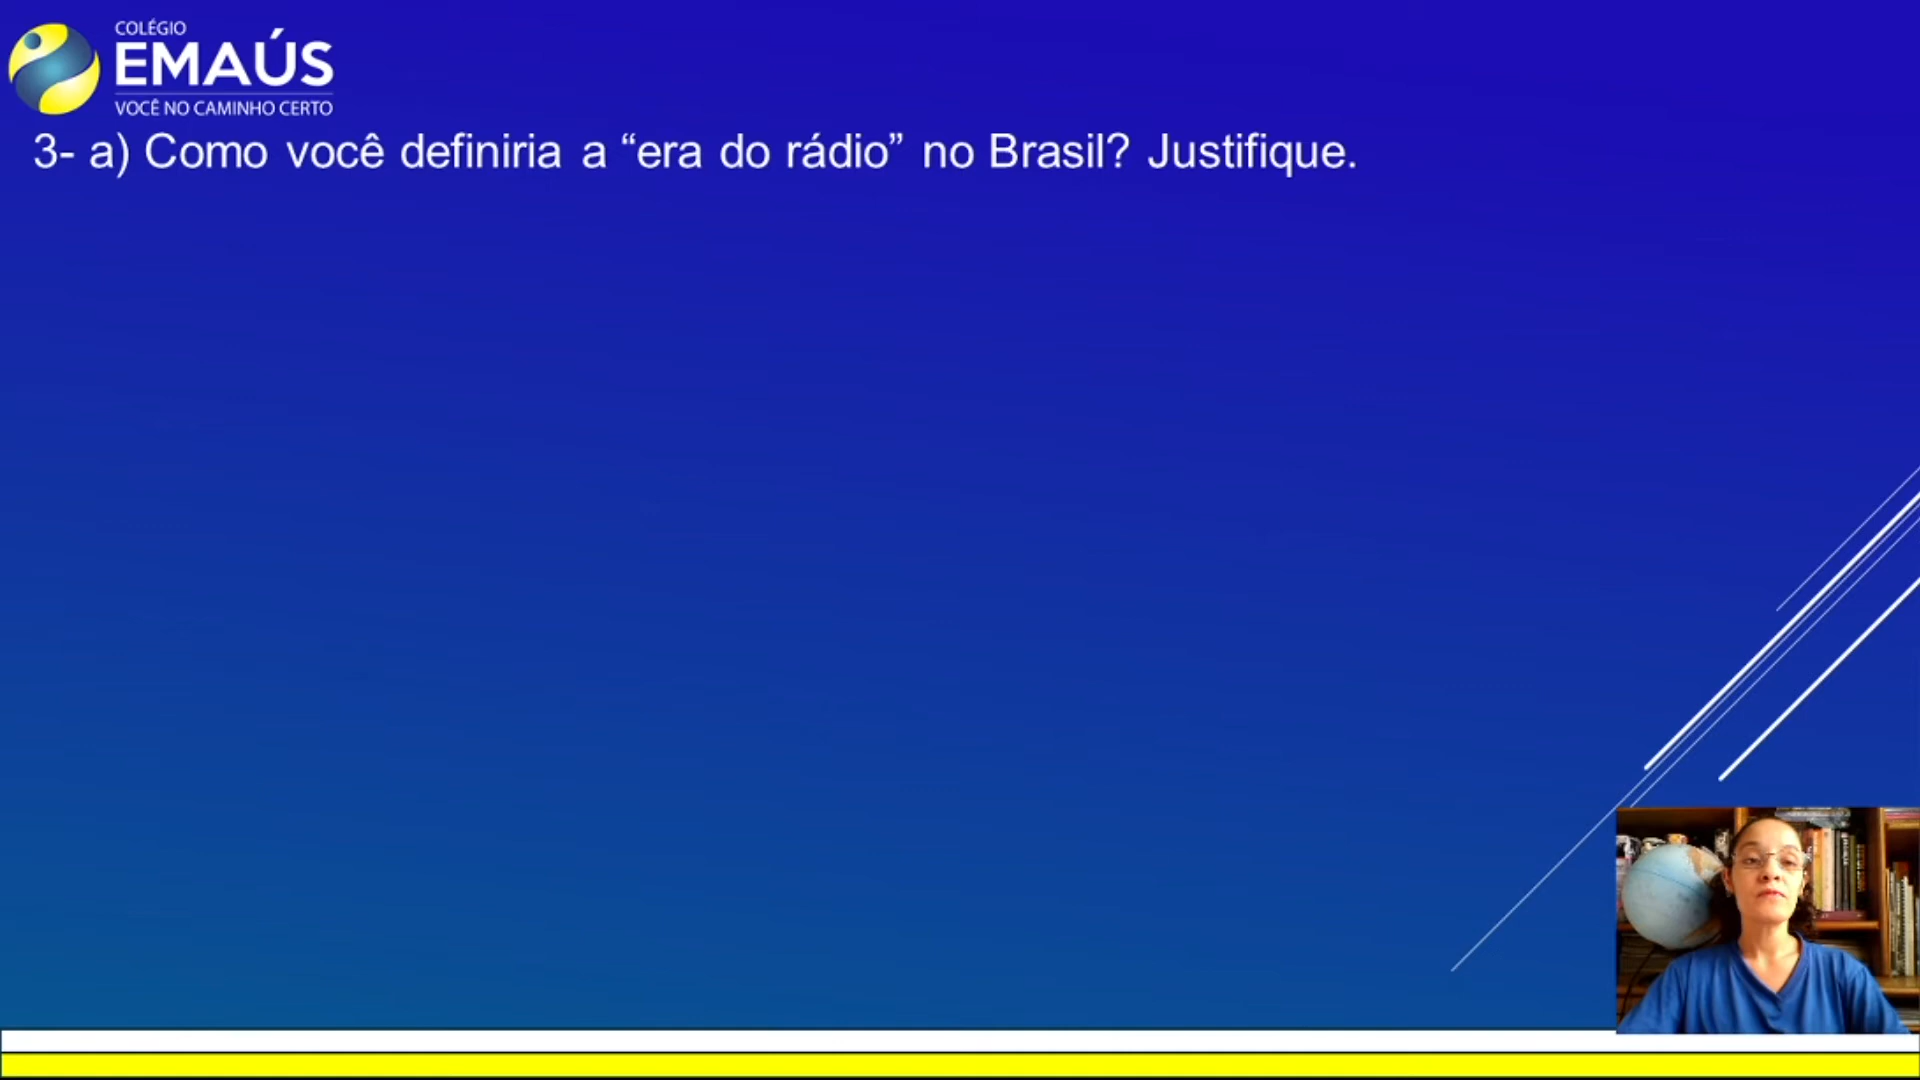 COLÉGIO
EMAÚS
VOCÊ NO CAMINHO CERTO
3- a) Como você definiria a “era do rádio” no Brasil? Justifique.